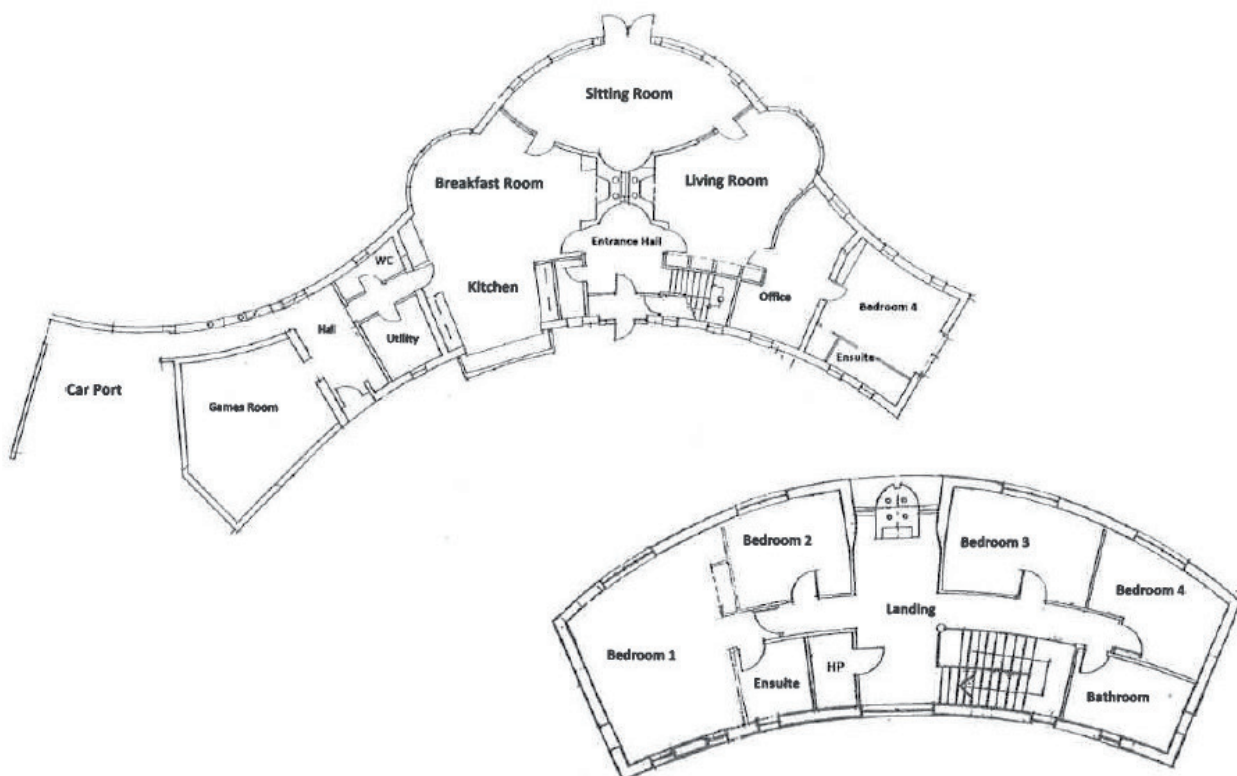 Sitting Room
Breakfast Room
Living Room
Entrance Hall
WC
Kitchen
Office
Bedroom 4
Hall
Utility
Ensuite
Car Port
Games Room
Bedroom 2
Bedroom 3
Bedroom 4
Landing
Bedroom 1
HP
Ensuite
Bathroom